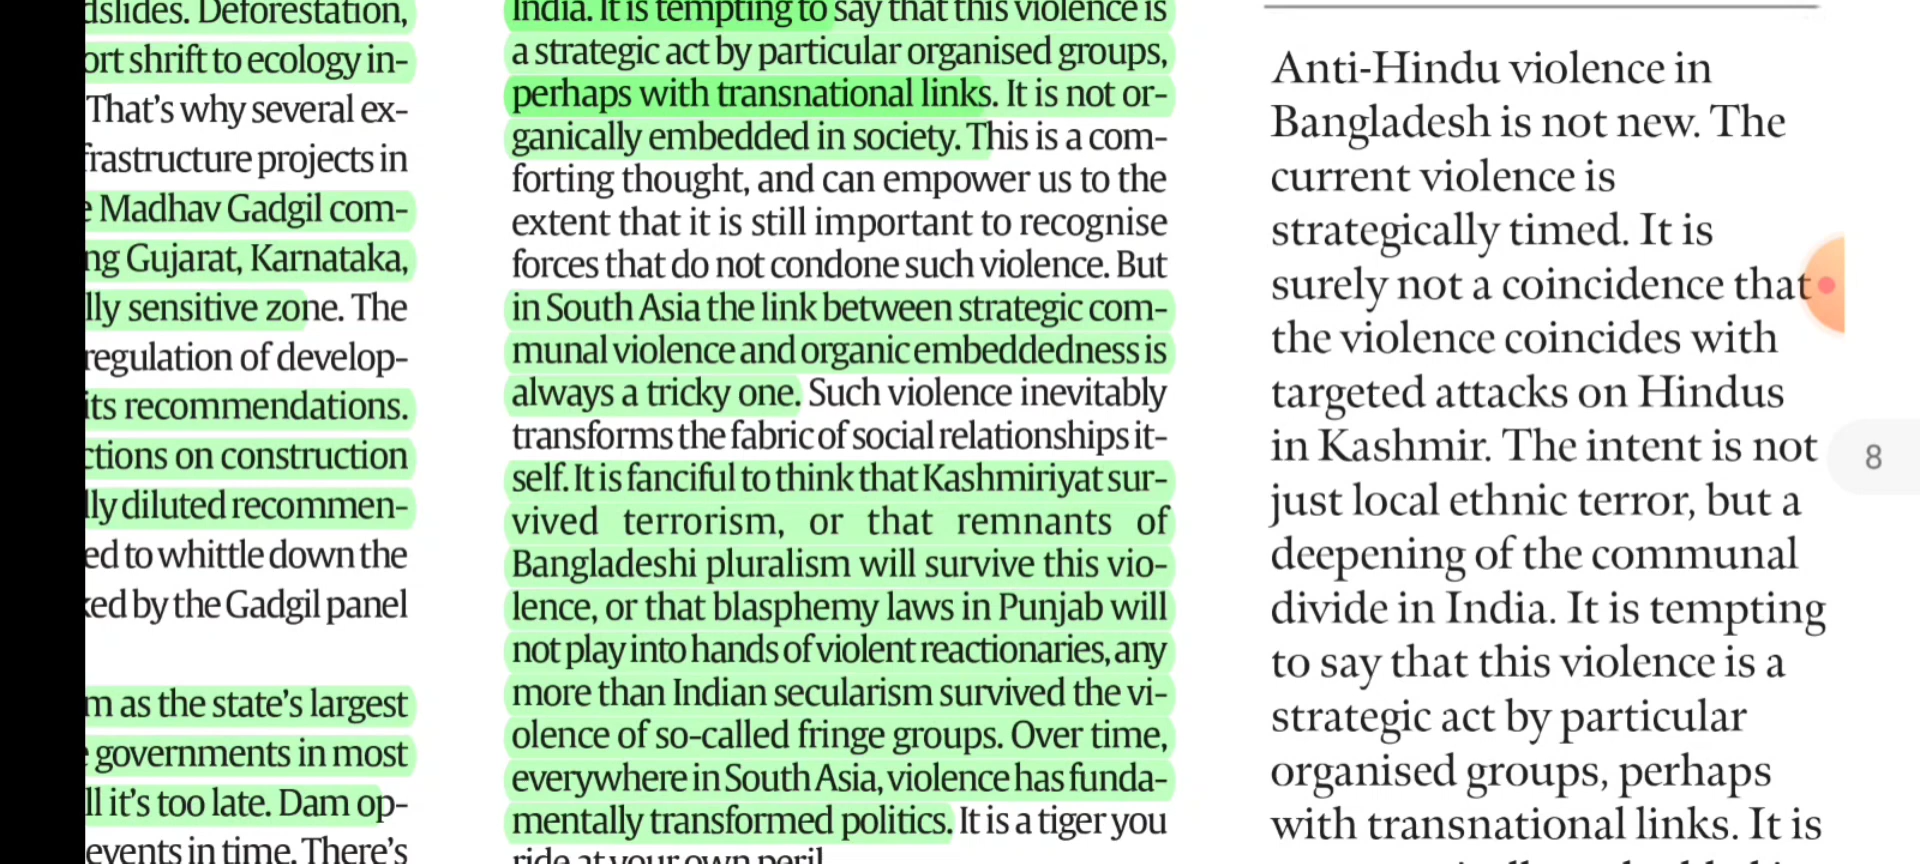 dslides. Deforestation,
ort shrift to ecology in-
That's why several ex-
frastructure projects in
e Madhav Gadgil com-
ng Gujarat, Karnataka,
lly sensitive zone. The
regulation of develop-
its recommendations.
ctions on construction
lly diluted recommen-
ed to whittle down the
ked by the Gadgil panel
m as the state's largest
e governments in most
ll it's too late. Dam op-
events in time. There's
India. It is tempting to say that this violence is
a strategic act by particular organised groups,
perhaps with transnational links. It is not or-
ganically embedded in society. This is a com-
forting thought, and can empower us to the
extent that it is still important to recognise
forces that do not condone such violence. But
in South Asia the link between strategic com-
munal violence and organic embeddedness is
always a tricky one. Such violence inevitably
transforms the fabric of social relationships it-
self. It is fanciful to think that Kashmiriyat sur-
vived terrorism, or that remnants of
Bangladeshi pluralism will survive this vio-
lence, or that blasphemy laws in Punjab will
not play into hands of violent reactionaries, any
more than Indian secularism survived the vi-
olence of so-called fringe groups. Over time,
everywhere in South Asia, violence has funda-
mentally transformed politics. It is a tiger you
ride at your own peril
Anti-Hindu violence in
Bangladesh is not new. The
current violence is
strategically timed. It is
surely not a coincidence that
the violence coincides with
targeted attacks on Hindus
in Kashmir. The intent is not
just local ethnic terror, but a
deepening of the communal
divide in India. It is tempting
to say that this violence is a
strategic act by particular
organised groups, perhaps
with transnational links. It is
8